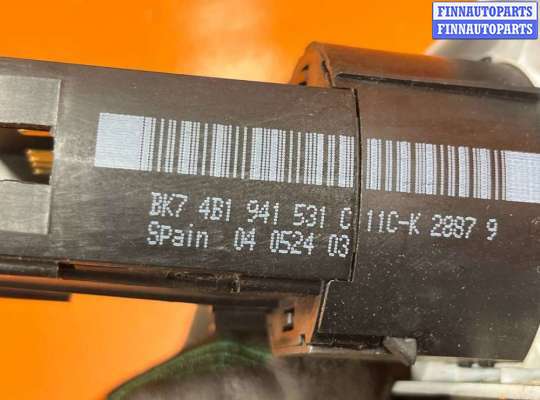 FINNAUTOPARTS
FINNAUTOPARTS
BK7 4B1 941 531 C 11C-K 2887 9
Spain 04 0524 03